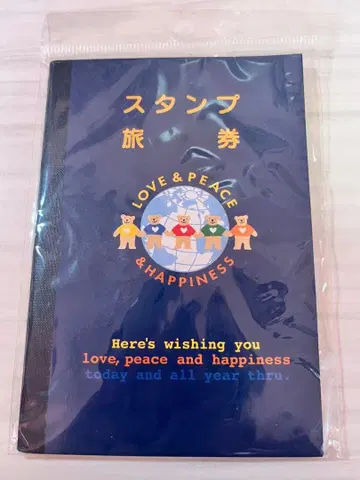 スタンプ
旅券
LOVE & PEACE
& HAPPINESS
Here's wishing you
love, peace and happiness
today and all year thru.